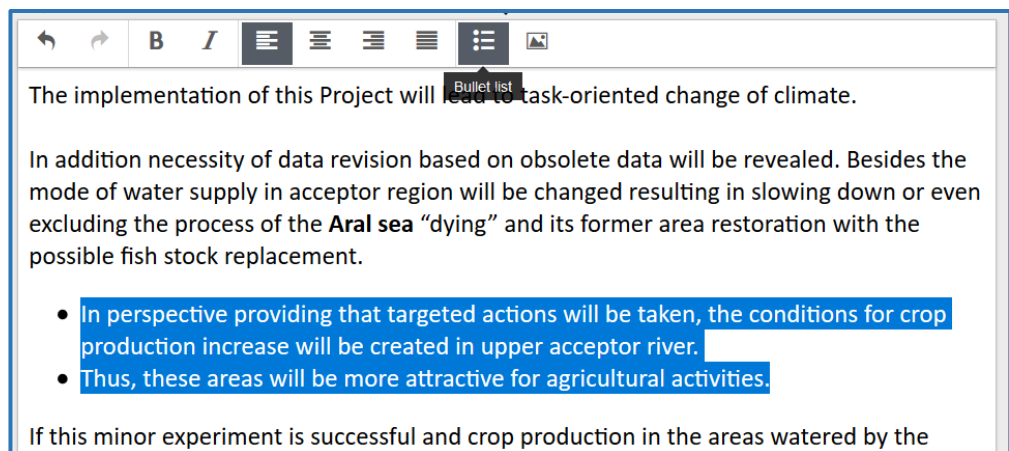 B I
Bullet list
The implementation of this Project will lead to task-oriented change of climate.
In addition necessity of data revision based on obsolete data will be revealed. Besides the
mode of water supply in acceptor region will be changed resulting in slowing down or even
excluding the process of the Aral sea “dying” and its former area restoration with the
possible fish stock replacement.
• In perspective providing that targeted actions will be taken, the conditions for crop
production increase will be created in upper acceptor river.
• Thus, these areas will be more attractive for agricultural activities.
If this minor experiment is successful and crop production in the areas watered by the